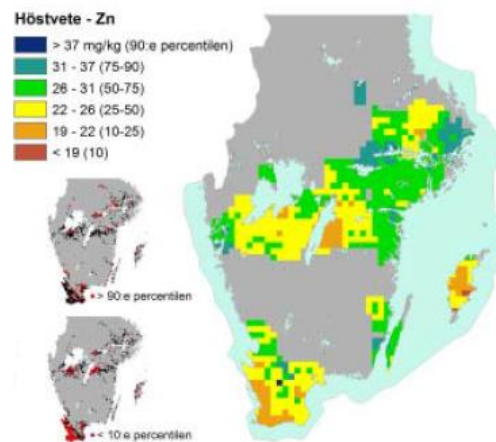 Höstvete - Zn
> 37 mg/kg (90:e percentilen)
31 - 37 (75-90)
26 - 31 (50-75)
22 - 26 (25-50)
19 - 22 (10-25)
< 19 (10)
> 90:e percentilen
< 10:e percentilen